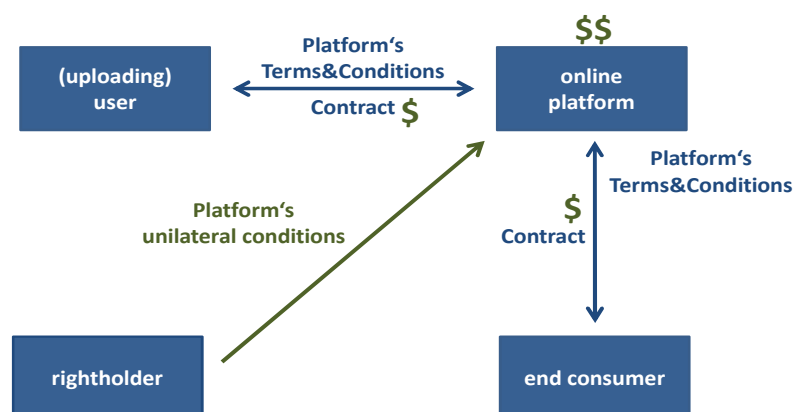 $$
(uploading)
user
Platform‘s
Terms&Conditions
Contract $
online
platform
Platform‘s
Terms&Conditions
$
Contract
Platform‘s
unilateral conditions
rightholder
end consumer